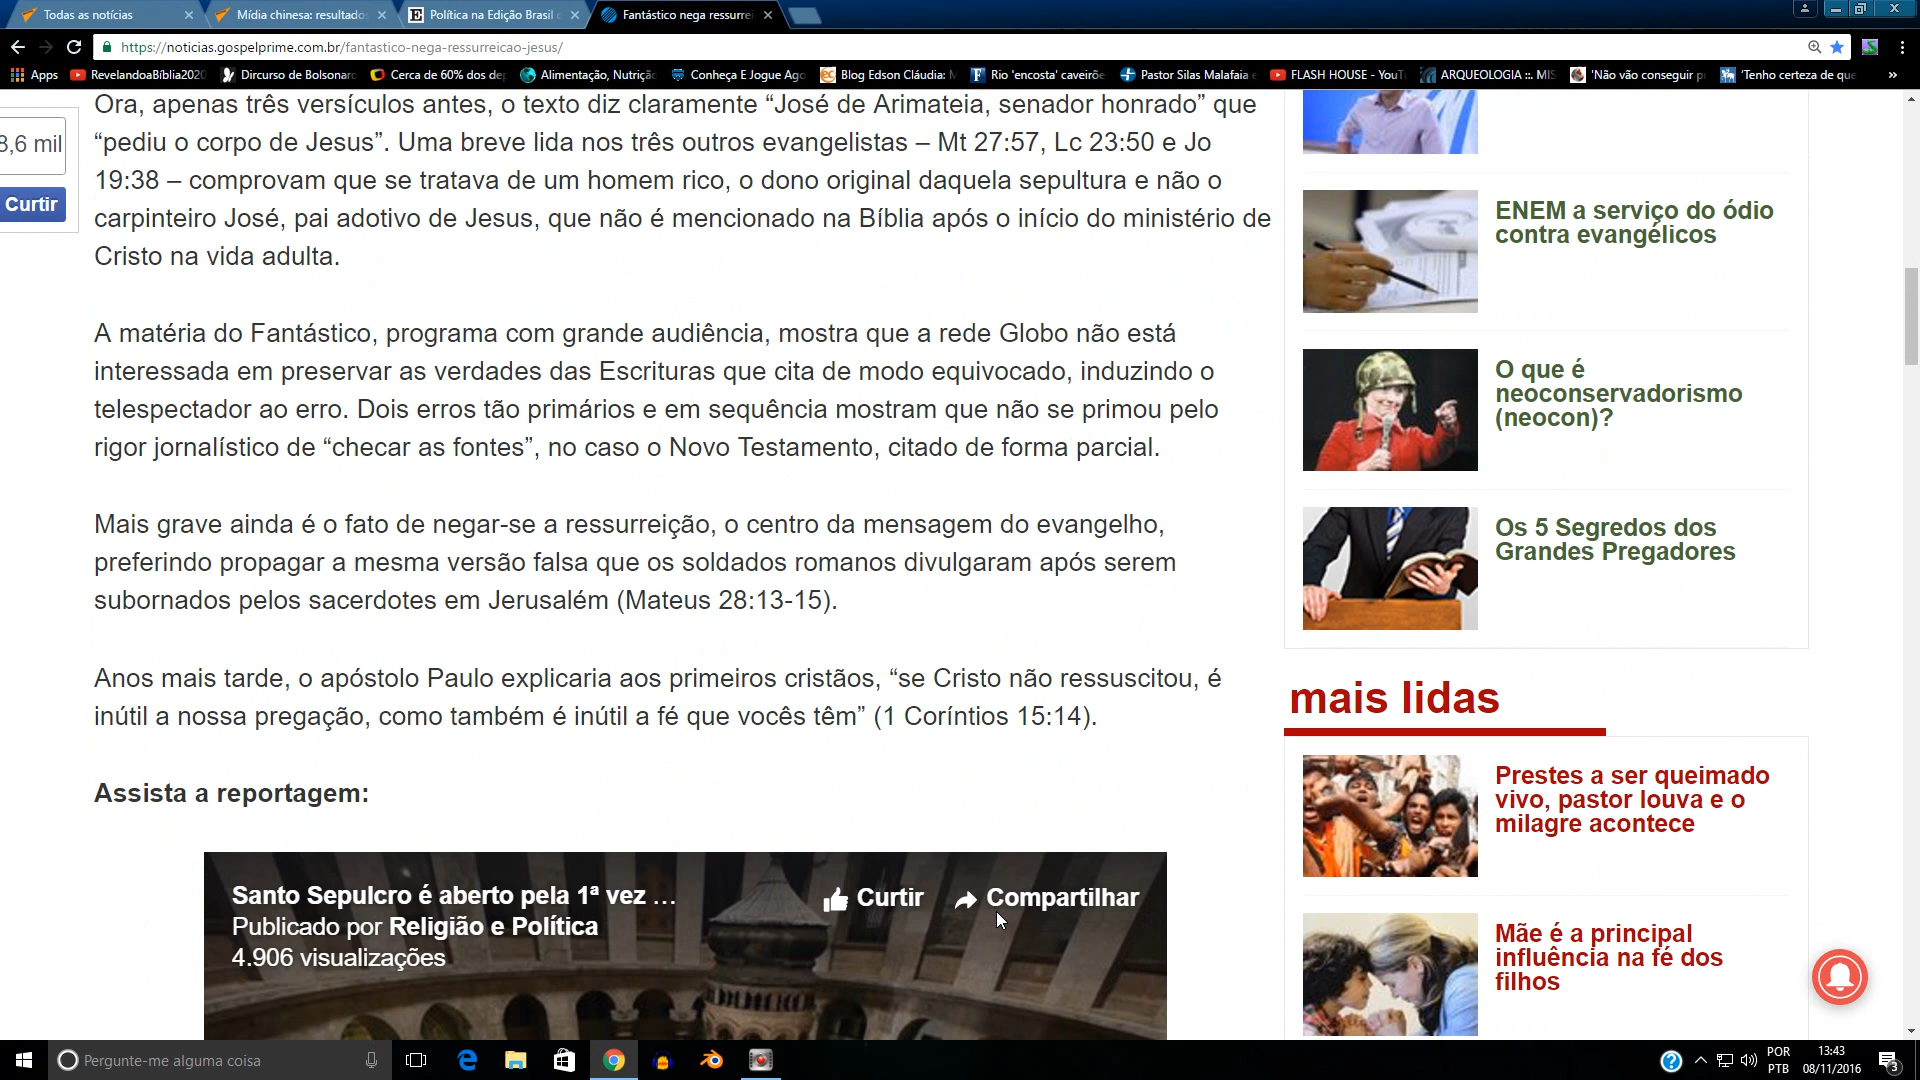 Todas as notícias
Mídia chinesa: resultados
Política na Edição Brasil
Fantástico nega ressurre
https://noticias.gospelprime.com.br/fantastico-nega-ressurreicao-jesus/
Apps
RevelandoaBíblia2020
Dircurso de Bolsonaro
Cerca de 60% dos dep
Alimentação, Nutrição
Conheça E Jogue Ago
Blog Edson Cláudia:
Rio 'encosta' caveirõe
Pastor Silas Malafaia
FLASH HOUSE - YouT
ARQUEOLOGIA ::. MIS
'Não vão conseguir p
'Tenho certeza de que
»
Ora, apenas três versículos antes, o texto diz claramente “José de Arimateia, senador honrado” que
“pediu o corpo de Jesus”. Uma breve lida nos três outros evangelistas – Mt 27:57, Lc 23:50 e Jo
19:38 – comprovam que se tratava de um homem rico, o dono original daquela sepultura e não o
carpinteiro José, pai adotivo de Jesus, que não é mencionado na Bíblia após o início do ministério de
Cristo na vida adulta.
8,6 mil
Curtir
A matéria do Fantástico, programa com grande audiência, mostra que a rede Globo não está
interessada em preservar as verdades das Escrituras que cita de modo equivocado, induzindo o
telespectador ao erro. Dois erros tão primários e em sequência mostram que não se primou pelo
rigor jornalístico de “checar as fontes”, no caso o Novo Testamento, citado de forma parcial.
Mais grave ainda é o fato de negar-se a ressurreição, o centro da mensagem do evangelho,
preferindo propagar a mesma versão falsa que os soldados romanos divulgaram após serem
subornados pelos sacerdotes em Jerusalém (Mateus 28:13-15).
Anos mais tarde, o apóstolo Paulo explicaria aos primeiros cristãos, “se Cristo não ressuscitou, é
inútil a nossa pregação, como também é inútil a fé que vocês têm” (1 Coríntios 15:14).
Assista a reportagem:
Santo Sepulcro é aberto pela 1ª vez ...
Publicado por Religião e Política
4.906 visualizações
Curtir
Compartilhar
ENEM a serviço do ódio
contra evangélicos
O que é
neoconservadorismo
(neocon)?
Os 5 Segredos dos
Grandes Pregadores
mais lidas
Prestes a ser queimado
vivo, pastor louva e o
milagre acontece
Mãe é a principal
influência na fé dos
filhos
Pergunte-me alguma coisa
POR
PTB
13:43
08/11/2016
3